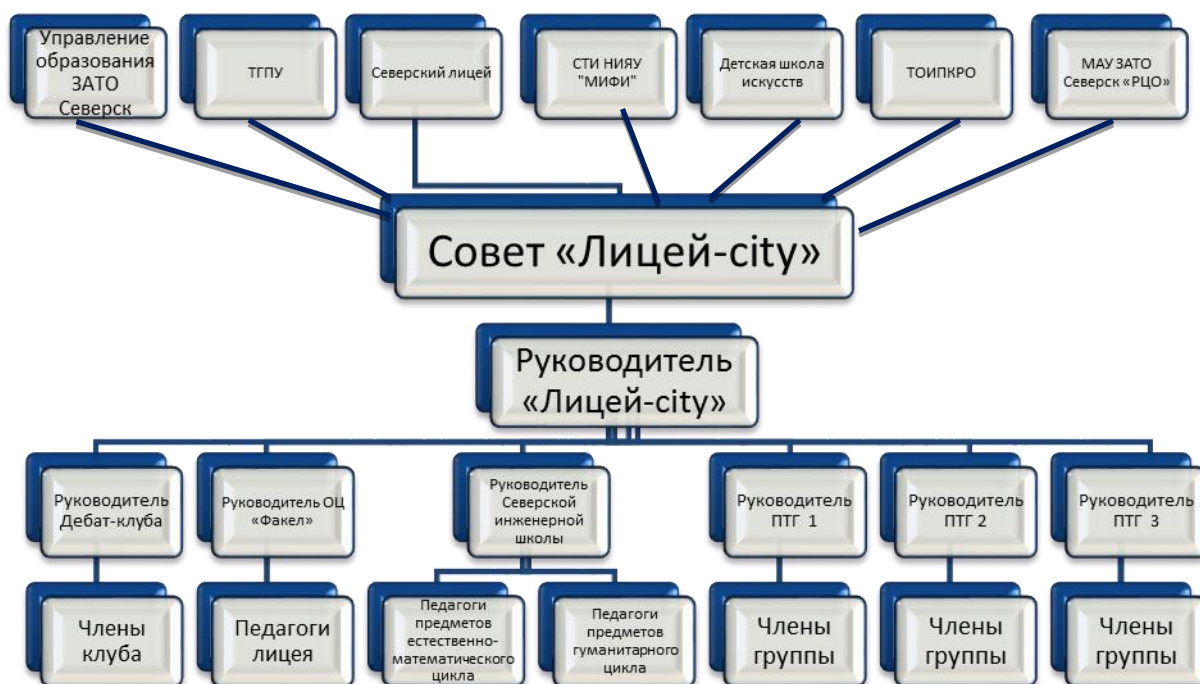 Управление
образования
ЗАТО
Северск
ТГПУ
Северский лицей
СТИ НИЯУ
"МИФИ"
Детская школа
искусств
ТОИПКРО
МАУ ЗАТО
Северск «РЦО»
Совет «Лицей-city»
Руководитель
«Лицей-city»
Руководитель
Дебат-клуба
Руководитель ОЦ
«Факел»
Руководитель
Северской
инженерной
школы
Руководитель
ПТГ 1
Руководитель
ПТГ 2
Руководитель
ПТГ 3
Члены
клуба
Педагоги
лицея
Педагоги
предметов
естественно-
математического
цикла
Педагоги
предметов
гуманитарного
цикла
Члены
группы
Члены
группы
Члены
группы